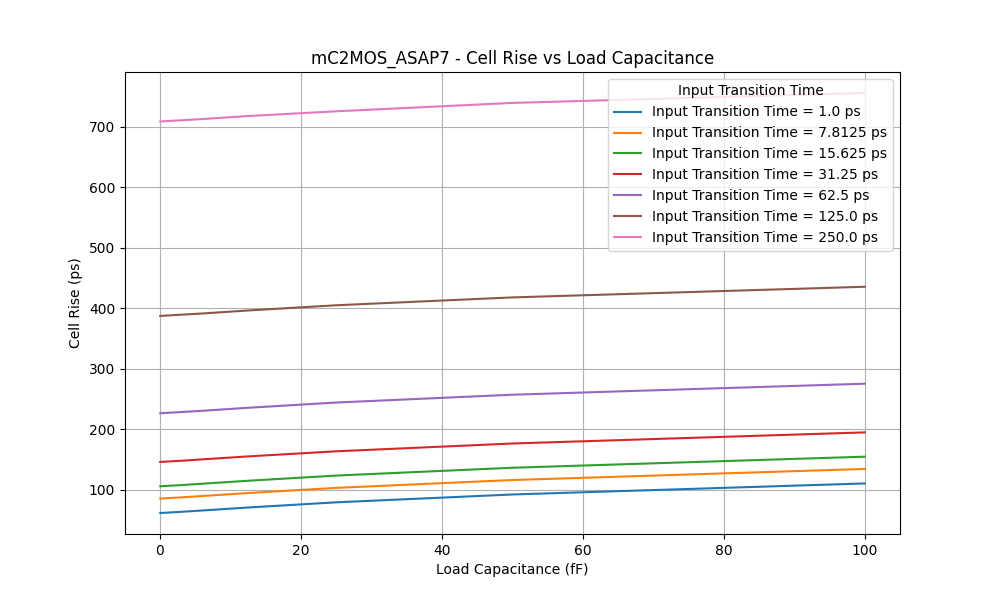 mC2MOS_ASAP7 - Cell Rise vs Load Capacitance
Input Transition Time
Input Transition Time = 1.0 ps
Input Transition Time = 7.8125 ps
Input Transition Time = 15.625 ps
Input Transition Time = 31.25 ps
Input Transition Time = 62.5 ps
Input Transition Time = 125.0 ps
Input Transition Time = 250.0 ps
Cell Rise (ps)
700
600
500
400
300
200
100
0 20 40 60 80 100
Load Capacitance (fF)